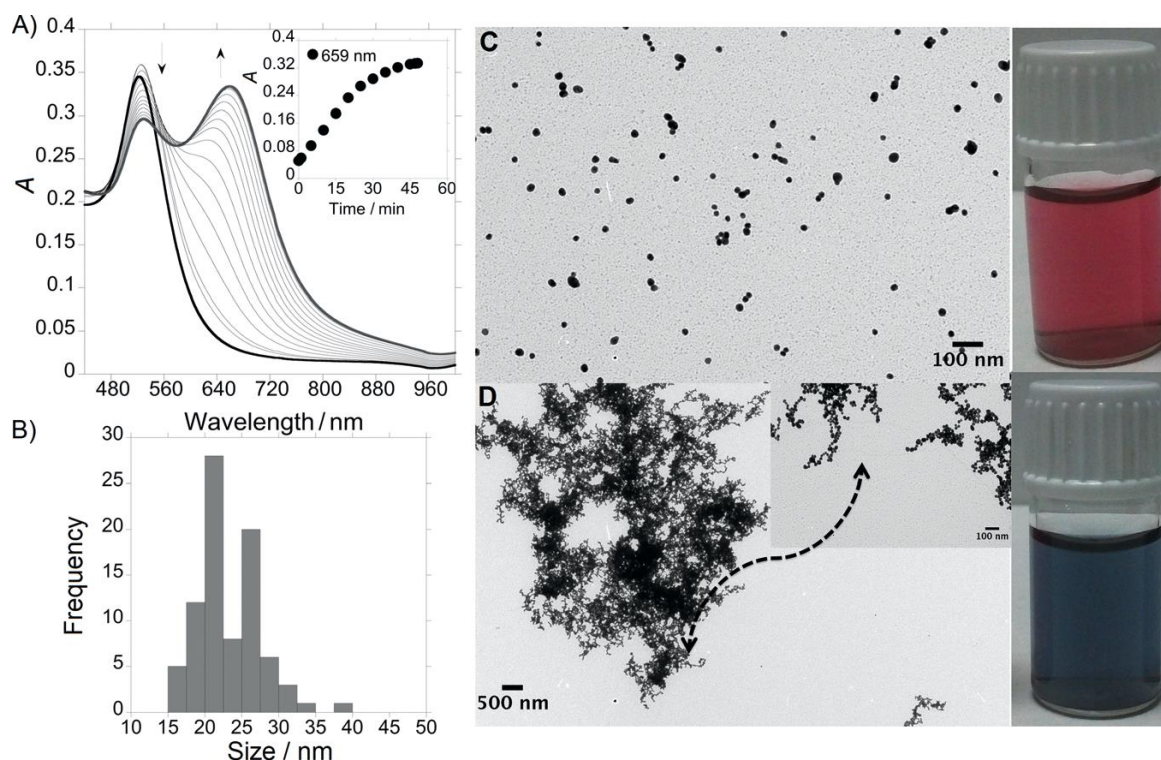 A)
0.4
0.35
0.3
0.25
0.2
0.15
0.1
0.05
0
A
480 560 640 720 800 880 960
Wavelength / nm
0.4
0.32
0.24
0.16
0.08
0
A
659 nm
0 15 30 45 60
Time / min
B)
30
25
20
15
10
5
0
Frequency
10 15 20 25 30 35 40 45 50
Size / nm
C
100 nm
D
100 nm
500 nm